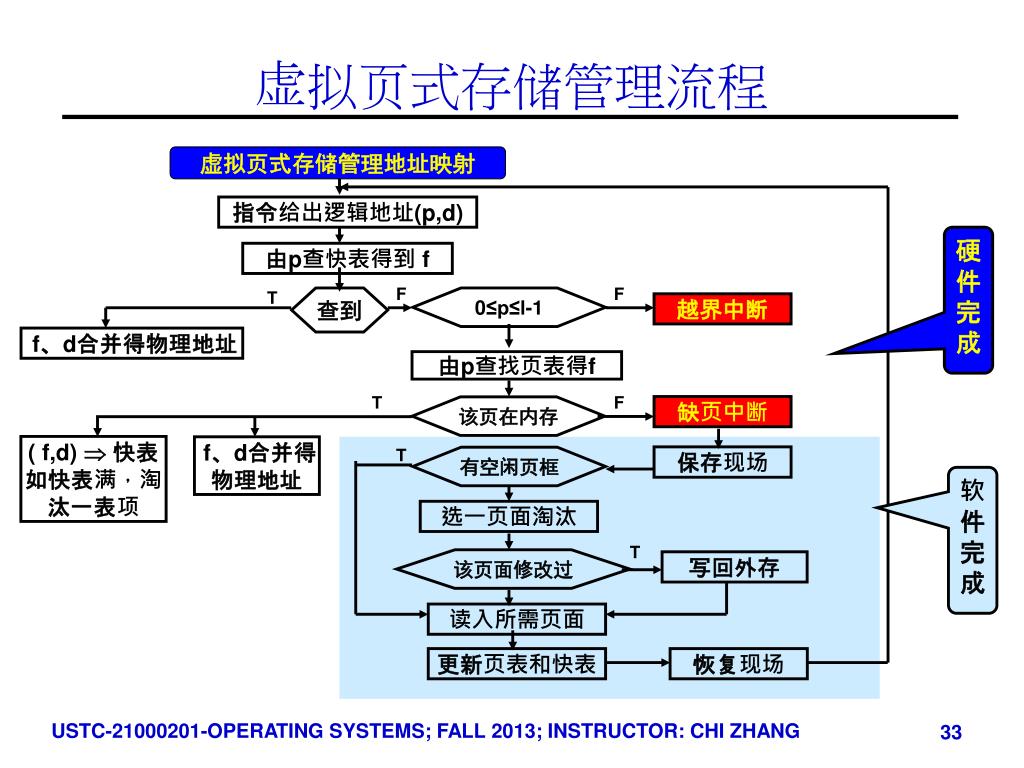 虚拟页式存储管理流程
虚拟页式存储管理地址映射
指令给出逻辑地址(p,d)
由p查快表得到 f
T
查到
F
0≤p≤l-1
F
越界中断
f、d合并得物理地址
由p查找页表得f
T
该页在内存
F
缺页中断
( f,d) ⇒ 快表
如快表满，淘
汰一表项
f、d合并得
物理地址
T
有空闲页框
保存现场
选一页面淘汰
该页面修改过
T
写回外存
读入所需页面
更新页表和快表
恢复现场
硬
件
完
成
软
件
完
成
USTC-21000201-OPERATING SYSTEMS; FALL 2013; INSTRUCTOR: CHI ZHANG
33